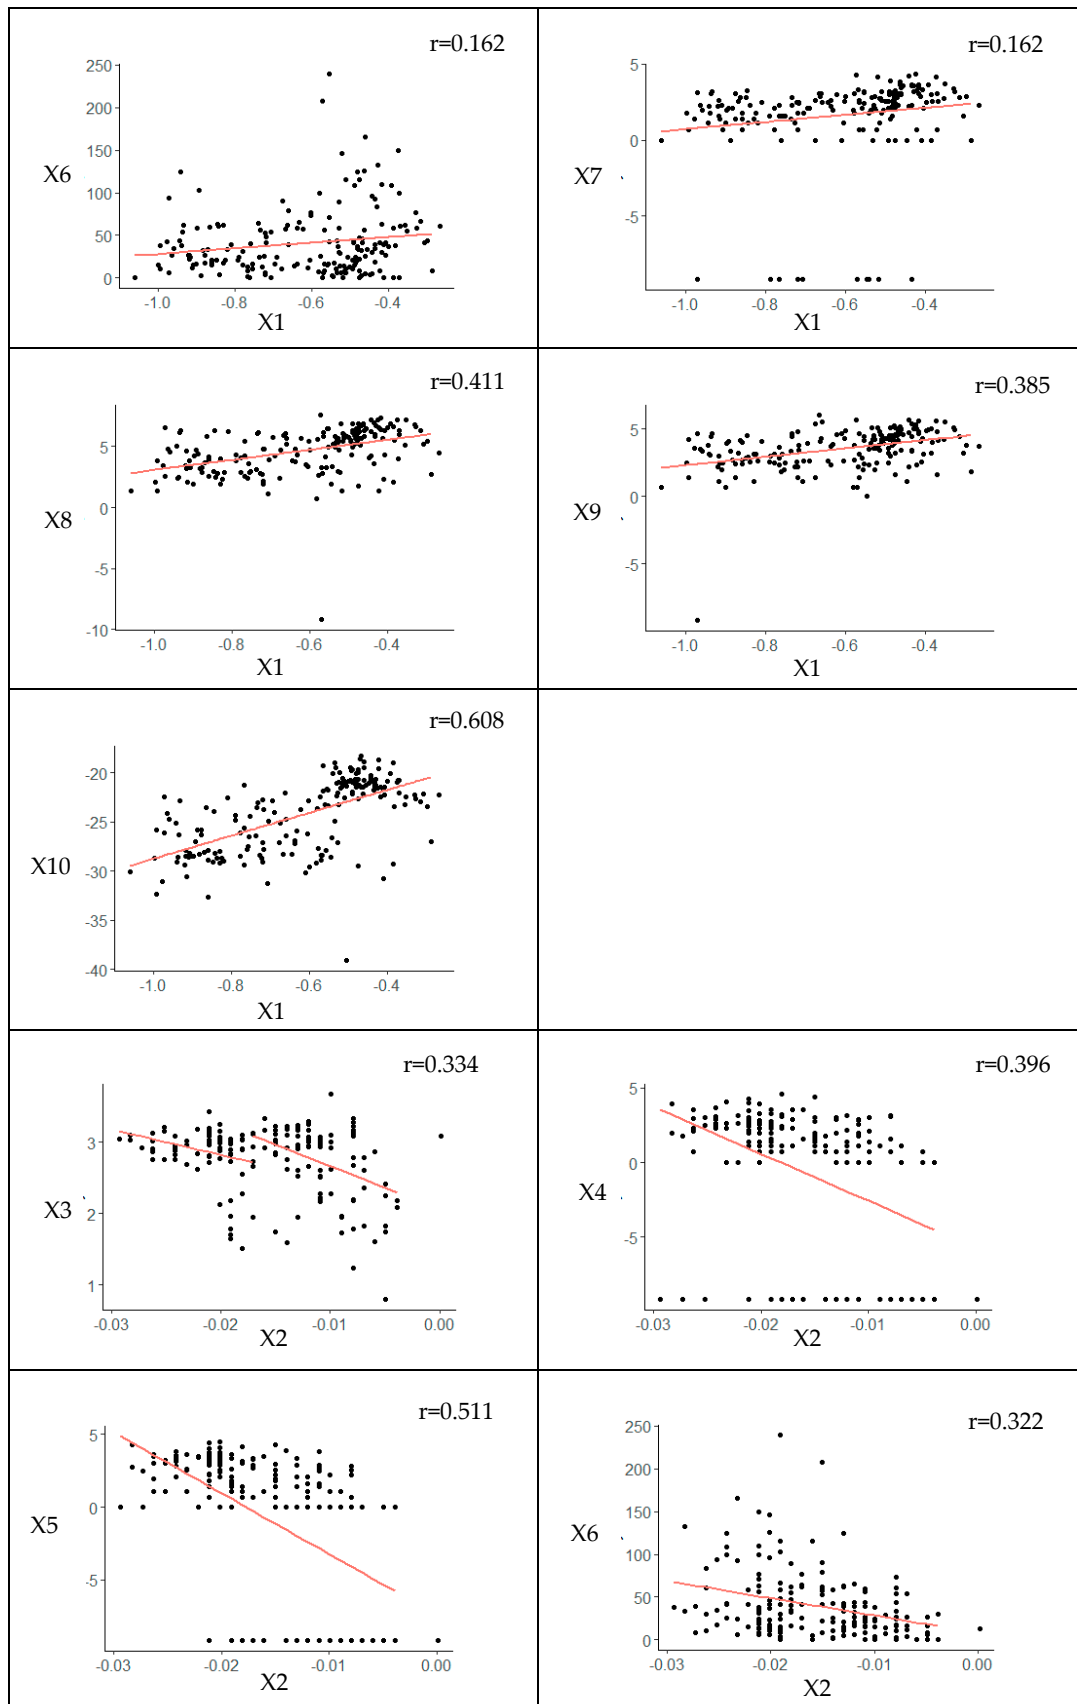 r=0.162
250
200
150
100
50
0
X6
-1.0 -0.8 -0.6 -0.4
X1
r=0.162
5
0
-5
X7
-1.0 -0.8 -0.6 -0.4
X1
r=0.411
5
0
-5
-10
X8
-1.0 -0.8 -0.6 -0.4
X1
r=0.385
5
0
-5
X9
-1.0 -0.8 -0.6 -0.4
X1
r=0.608
-20
-25
-30
-35
-40
X10
-1.0 -0.8 -0.6 -0.4
X1
r=0.334
3
2
1
X3
-0.03 -0.02 -0.01 0.00
X2
r=0.396
5
0
-5
X4
-0.03 -0.02 -0.01 0.00
X2
r=0.511
5
0
-5
X5
-0.03 -0.02 -0.01 0.00
X2
r=0.322
250
200
150
100
50
0
X6
-0.03 -0.02 -0.01 0.00
X2